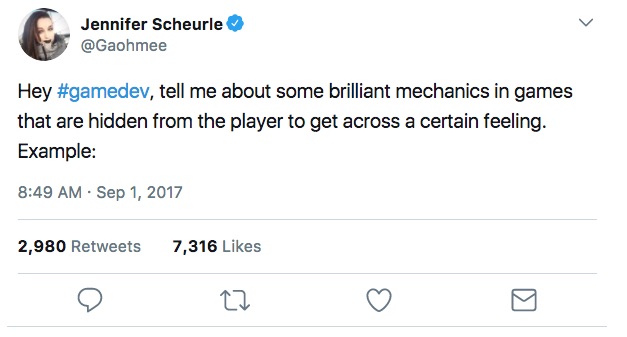 Jennifer Scheurle
@Gaohmee
Hey #gamedev, tell me about some brilliant mechanics in games
that are hidden from the player to get across a certain feeling.
Example:
8:49 AM · Sep 1, 2017
2,980 Retweets 7,316 Likes